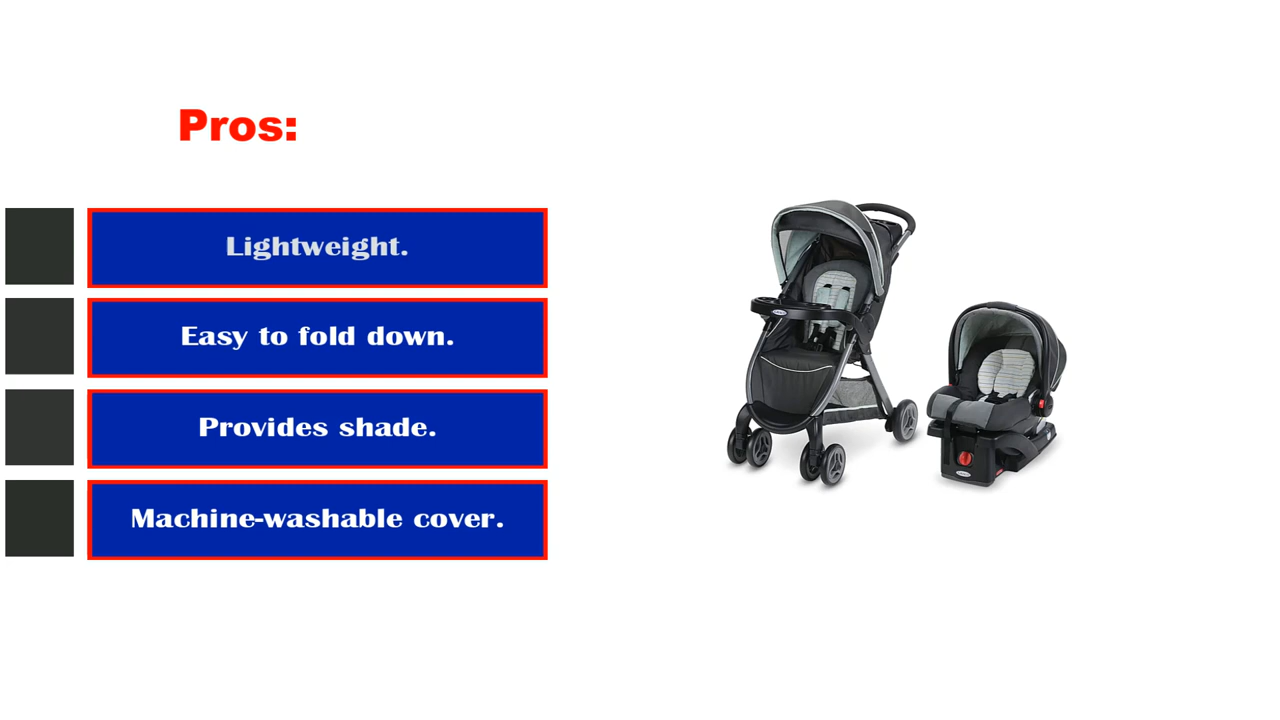 Pros:
Lightweight.
Easy to fold down.
Provides shade.
Machine-washable cover.